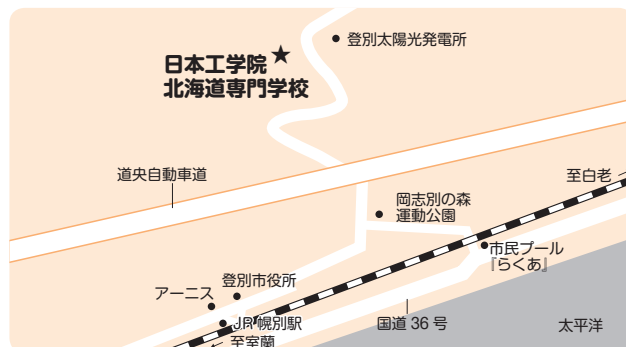 登別太陽光発電所
日本工学院
北海道専門学校
道央自動車道
至白老
岡志別の森
運動公園
市民プール
『らくあ』
登別市役所
アーニス
JR幌別駅
国道36号
太平洋
至室蘭